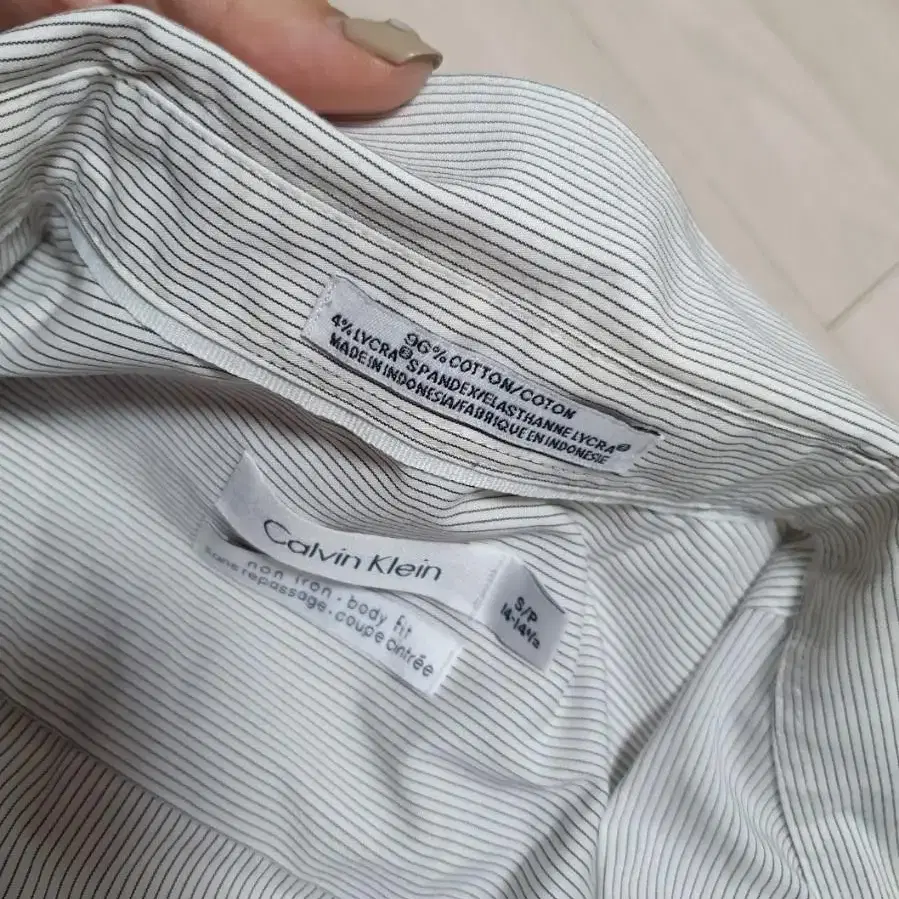 96% COTTON/COTON
4% LYCRA® SPANDEX/ELASTHANNE LYCRA®
MADE IN INDONESIA/FABRIQUE EN INDONESIE
Calvin Klein
S/P
14-14½
non iron . body fit
sans repassage . coupe cintrée